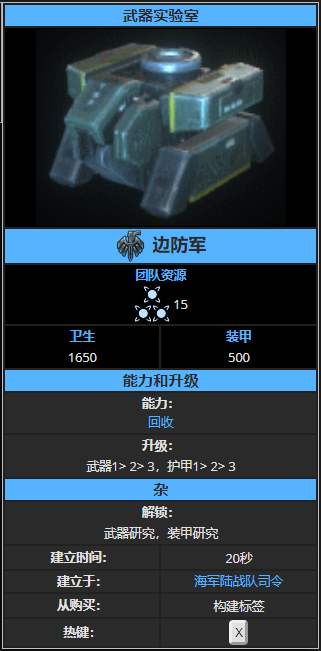 武器实验室
边防军
团队资源
15
卫生 装甲
1650 500
能力和升级
能力：
回收
升级：
武器1> 2> 3，护甲1> 2> 3
杂
解锁：
武器研究，装甲研究
建立时间： 20秒
建立于： 海军陆战队司令
从购买： 构建标签
热键： X